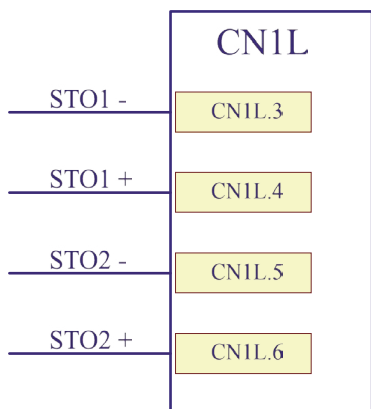 CN1L
STO1 - CN1L.3
STO1 + CN1L.4
STO2 - CN1L.5
STO2 + CN1L.6